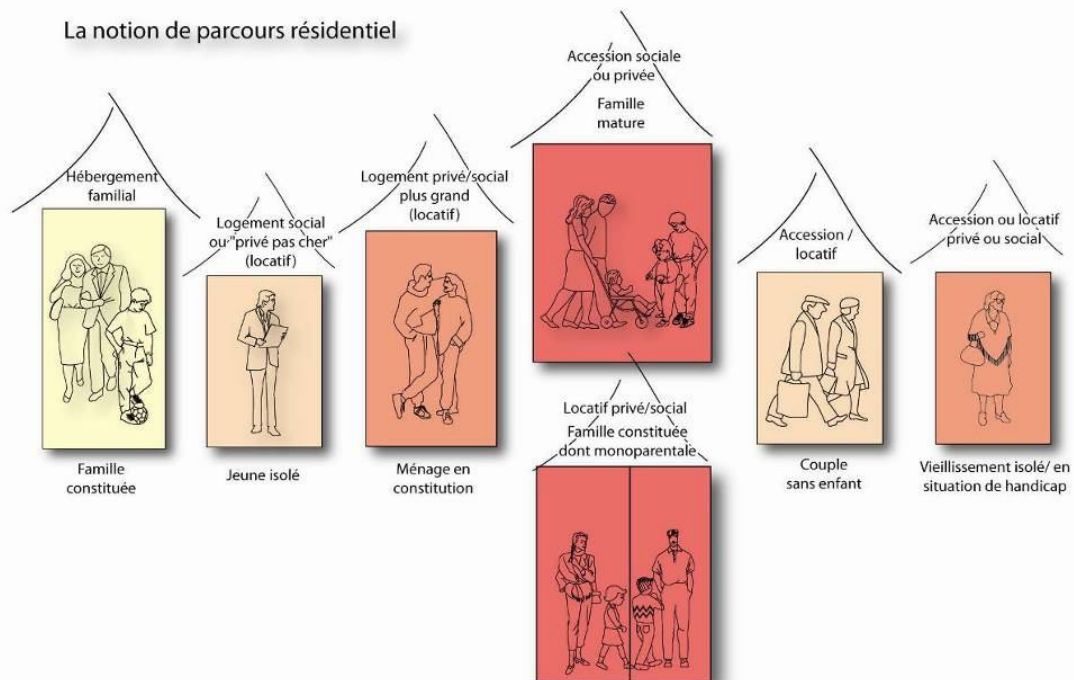 La notion de parcours résidentiel
Hébergement
familial
Famille
constituée
Logement social
ou "privé pas cher"
(locatif)
Jeune isolé
Logement privé/social
plus grand
(locatif)
Ménage en
constitution
Accession sociale
ou privée
Famille
mature
Locatif privé/social
Famille constituée
dont monoparentale
Accession /
locatif
Couple
sans enfant
Accession ou locatif
privé ou social
Vieillissement isolé/ en
situation de handicap